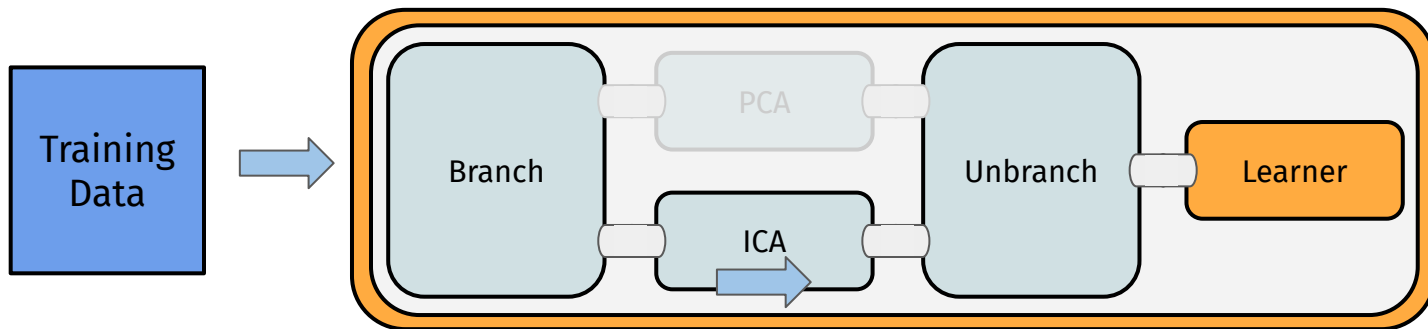 Training
Data
Branch
PCA
ICA
Unbranch
Learner